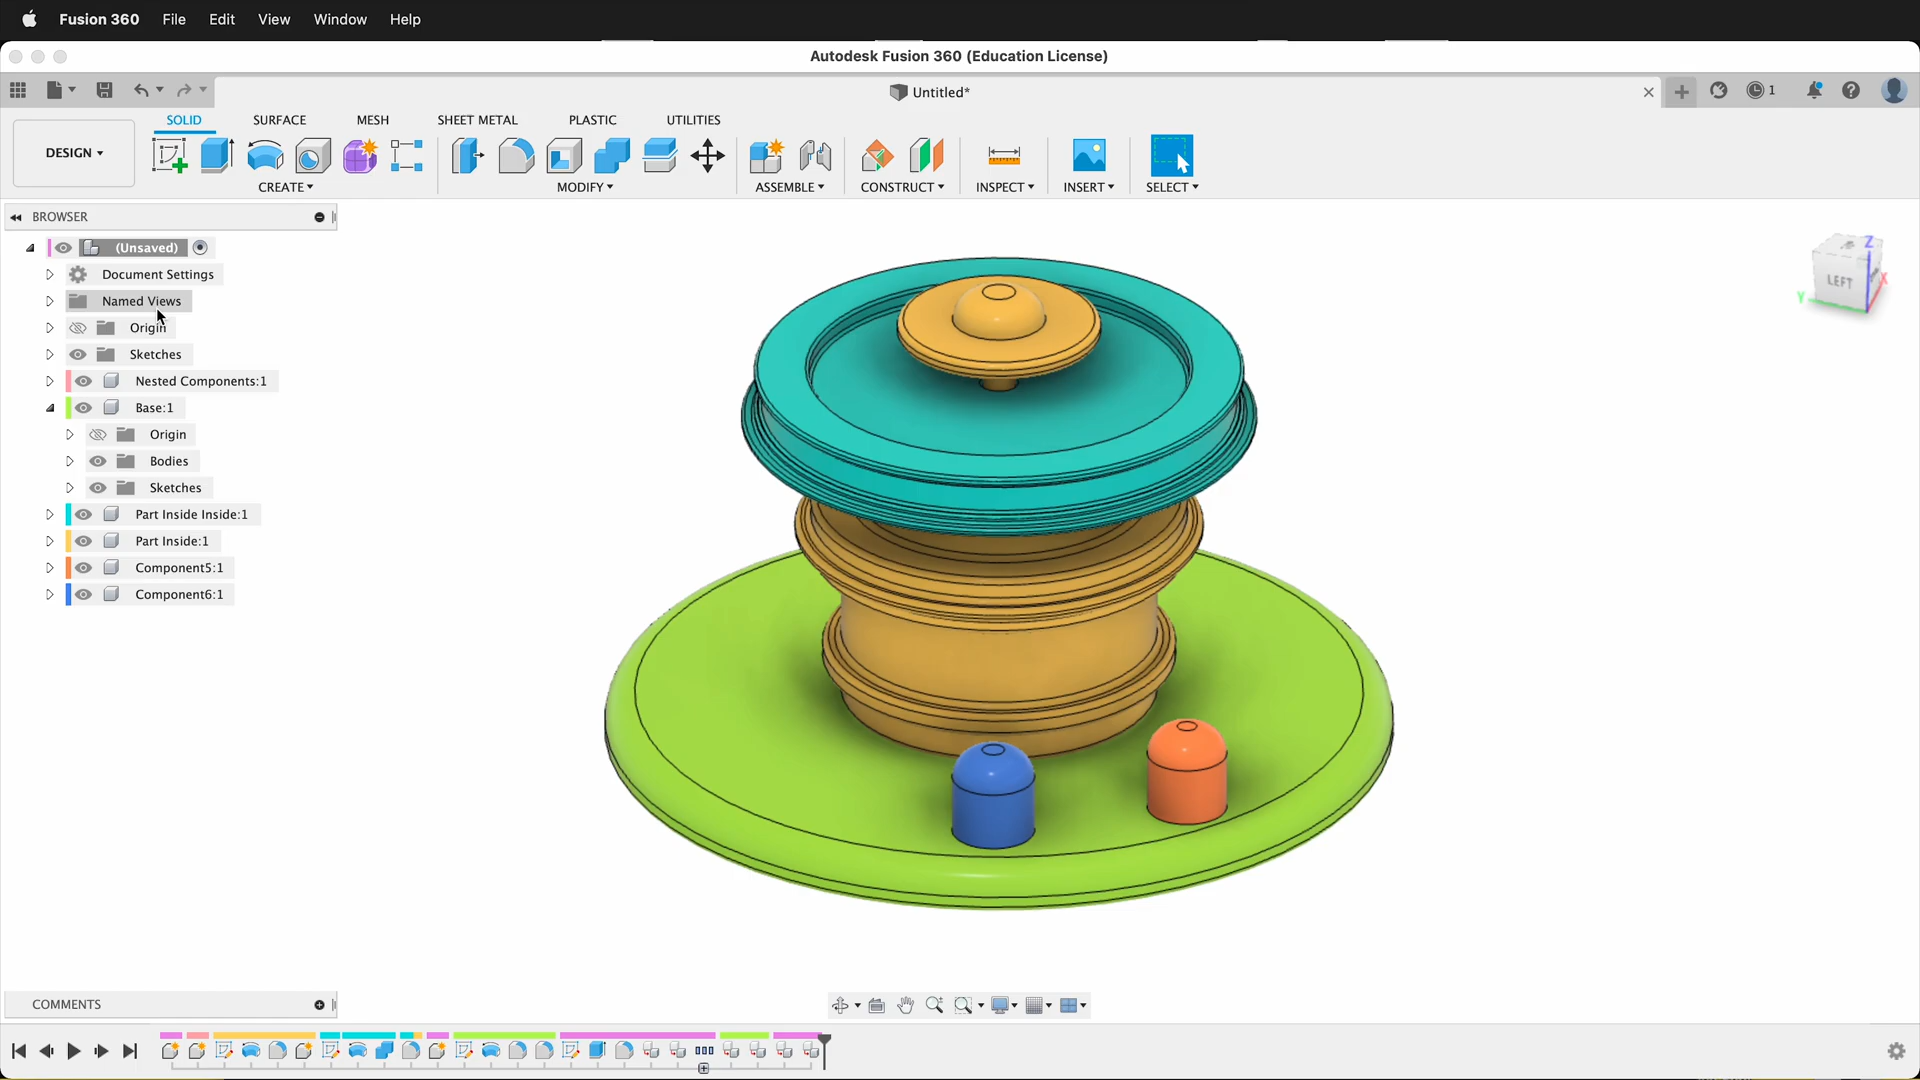 Fusion 360 File Edit View Window Help
Autodesk Fusion 360 (Education License)
Untitled*
1
SOLID SURFACE MESH SHEET METAL PLASTIC UTILITIES
DESIGN
CREATE MODIFY ASSEMBLE CONSTRUCT INSPECT INSERT SELECT
BROWSER
(Unsaved)
Document Settings
Named Views
Origin
Sketches
Nested Components:1
Base:1
Origin
Bodies
Sketches
Part Inside Inside:1
Part Inside:1
Component5:1
Component6:1
Z
LEFT
X
Y
COMMENTS